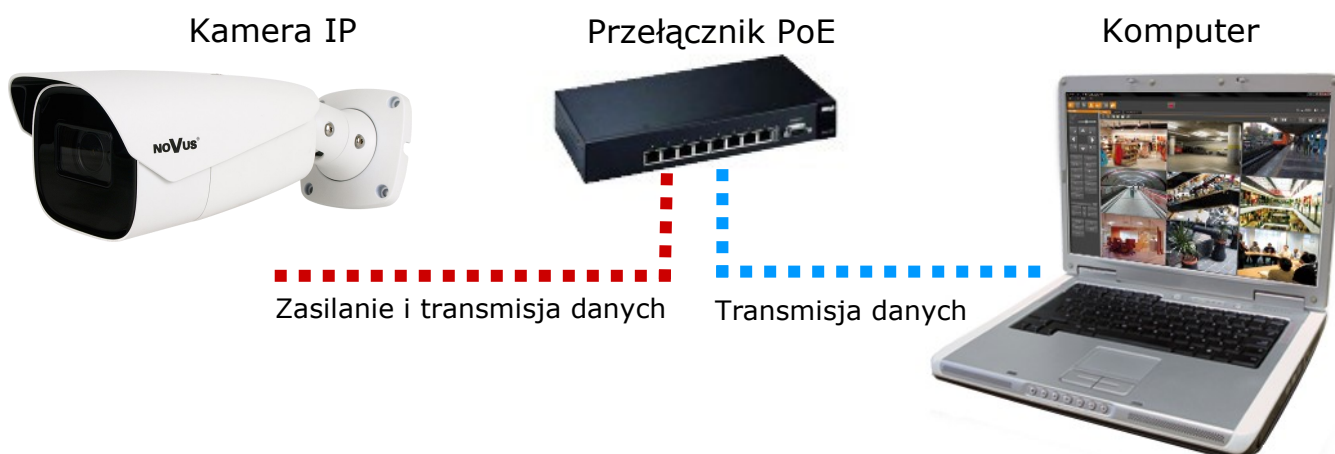 Kamera IP
Przełącznik PoE
Komputer
NOVUS®
Zasilanie i transmisja danych
Transmisja danych